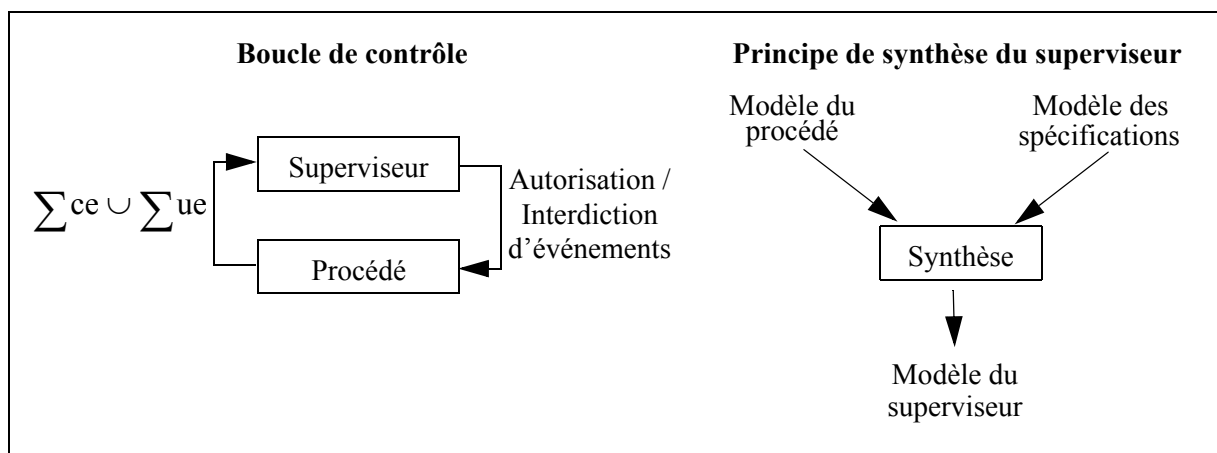 Boucle de contrôle
Superviseur
∑ce ∪ ∑ue
Autorisation /
Interdiction
d’événements
Procédé
Principe de synthèse du superviseur
Modèle du
procédé
Modèle des
spécifications
Synthèse
Modèle du
superviseur